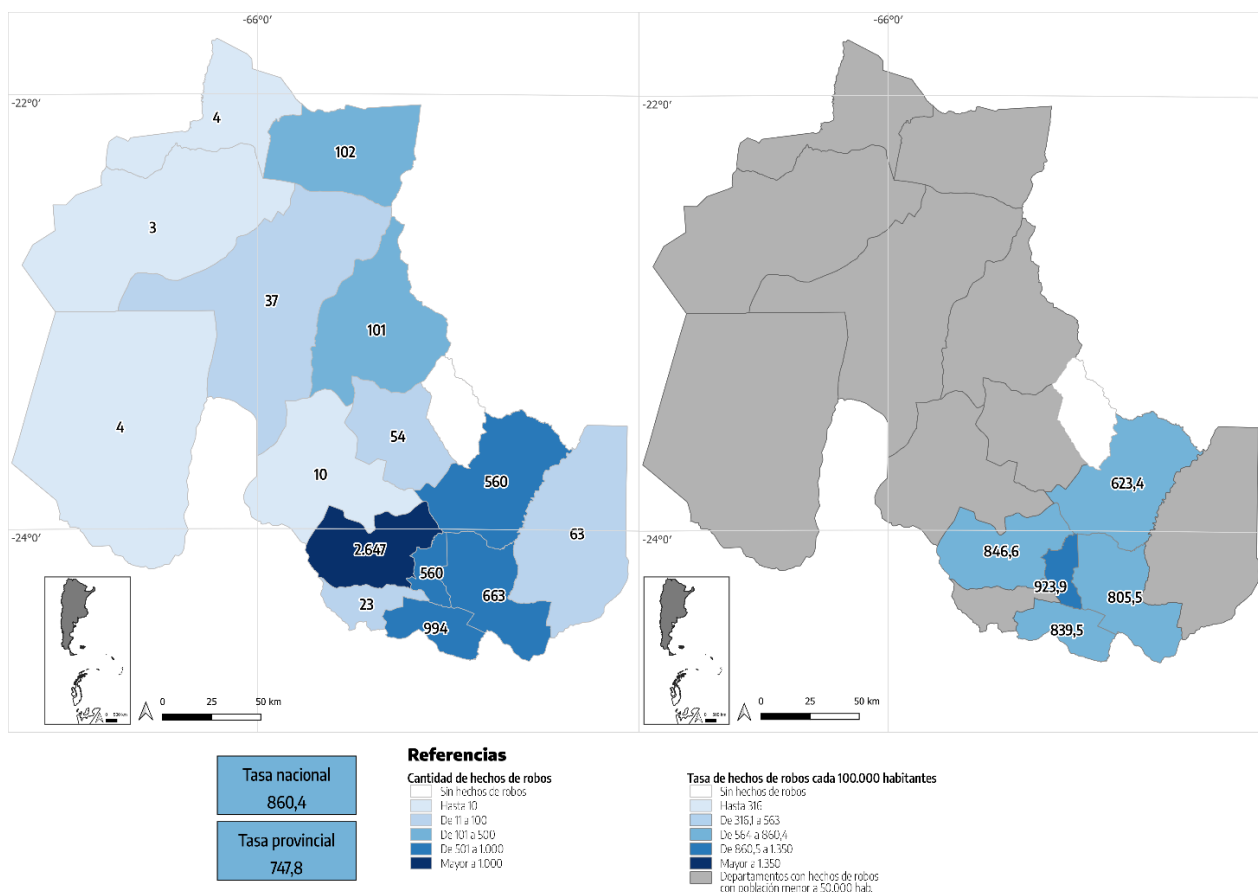 -66°0′
-66°0′
-22°0′
-22°0′
4
102
3
37
101
4
54
10
560
623,4
63
-24°0′
-24°0′
2.647
846,6
560
923,9
663
805,5
23
994
839,5
0 25 50 km
0 25 50 km
Referencias
Tasa nacional
860,4
Tasa provincial
747,8
Cantidad de hechos de robos
Sin hechos de robos
Hasta 10
De 11 a 100
De 101 a 500
De 501 a 1.000
Mayor a 1.000
Tasa de hechos de robos cada 100.000 habitantes
Sin hechos de robos
Hasta 316
De 316,1 a 563
De 564 a 860,4
De 860,5 a 1.350
Mayor a 1.350
Departamentos con hechos de robos
con población menor a 50.000 hab.